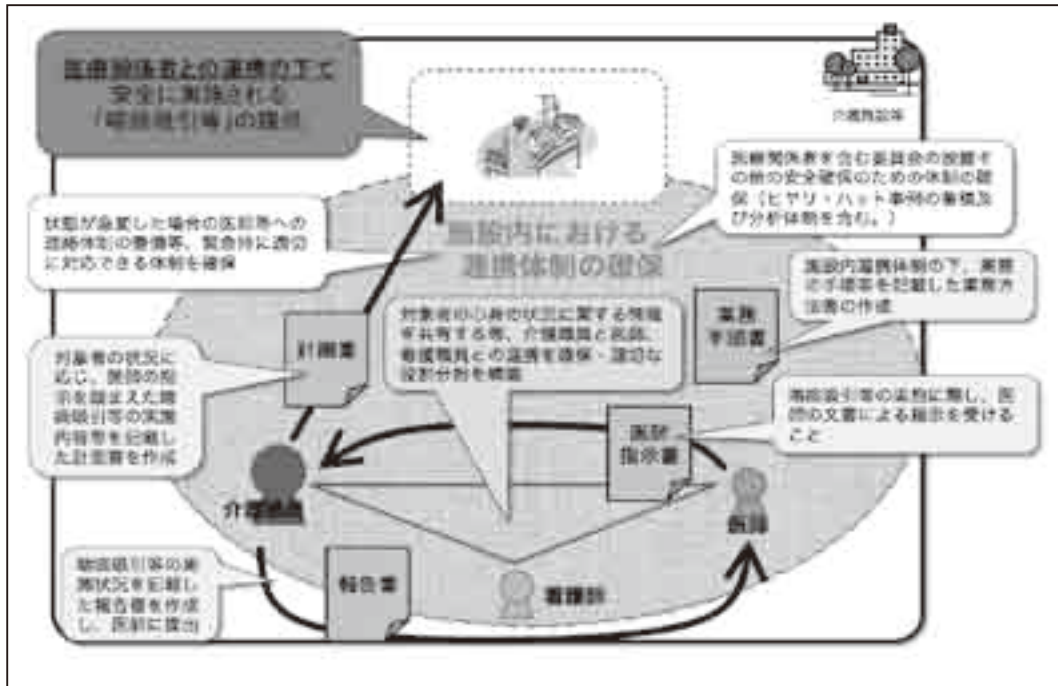 医療関係者との連携の下で
安全に実施される
「喀痰吸引等」の提供
介護施設等
医療関係者を含む委員会の設置その
他の安全確保のための体制の確
保（ヒヤリ・ハット事例の蓄積及
び分析体制を含む。）
状態が急変した場合の医師等への
連絡体制の整備等、緊急時に適切
に対応できる体制を確保
施設内における
連携体制の確保
施設内連携体制の下、業務
の手順等を記載した業務方
法書の作成
対象者の心身の状況に関する情報
を共有する等、介護職員と医師、
看護職員との連携を確保・適切な
役割分担を構築
業務
手順書
計画書
対象者の状況に
応じ、医師の指
示を踏まえた喀
痰吸引等の実施
内容等を記載し
た計画書を作成
喀痰吸引等の実施に際し、医
師の文書による指示を受けるこ
と
医師
指示書
介護職員
医師
喀痰吸引等の実
施状況を記載し
た報告書を作成
し、医師に提出
報告書
看護師